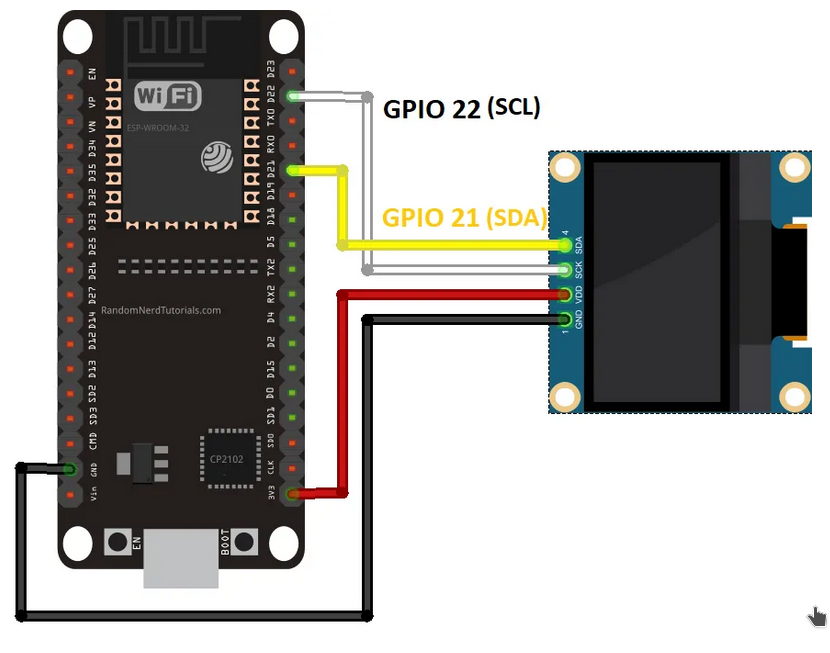 EN
VP
VN
D34
D35
D32
D33
D25
D26
D27
D14
D12
D13
SD2
SD3
CMD
GND
Vin
WiFi
ESP-WROOM-32
RandomNerdTutorials.com
CP2102
EN
BOOT
D23
D22
TX0
RX0
D21
D19
D18
D5
TX2
RX2
D4
D2
D15
D0
SD1
SD0
CLK
3V3
GPIO 22 (SCL)
GPIO 21 (SDA)
4
SDA
SCK
VDD
GND
1